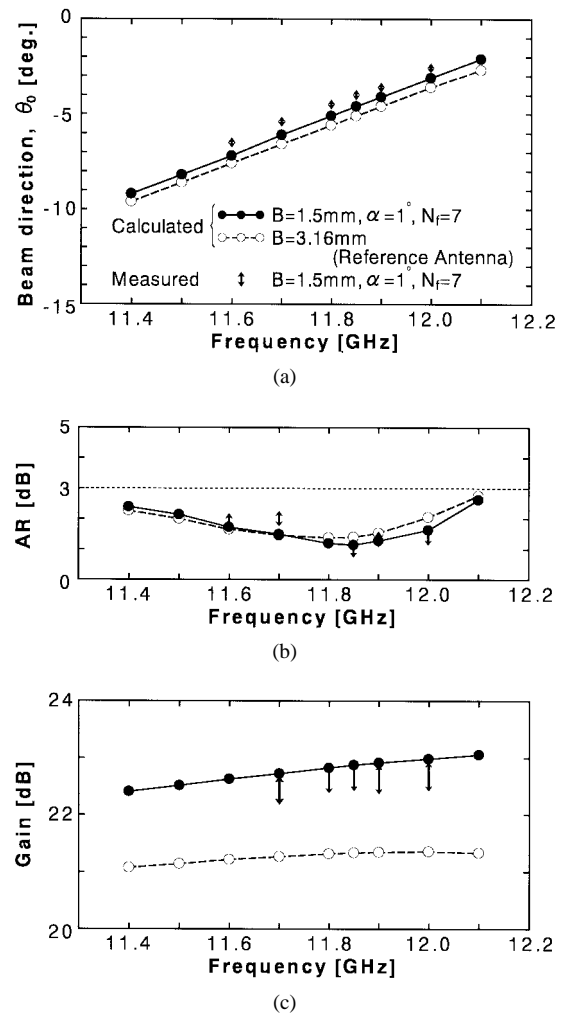 0
-5
-10
-15
Beam direction, θ₀ [deg.]
Calculated
B=1.5mm, α=1°, Nf=7
B=3.16mm
(Reference Antenna)
Measured
B=1.5mm, α=1°, Nf=7
11.4 11.6 11.8 12.0 12.2
Frequency [GHz]
(a)
5
3
0
AR [dB]
11.4 11.6 11.8 12.0 12.2
Frequency [GHz]
(b)
24
22
20
Gain [dB]
11.4 11.6 11.8 12.0 12.2
Frequency [GHz]
(c)